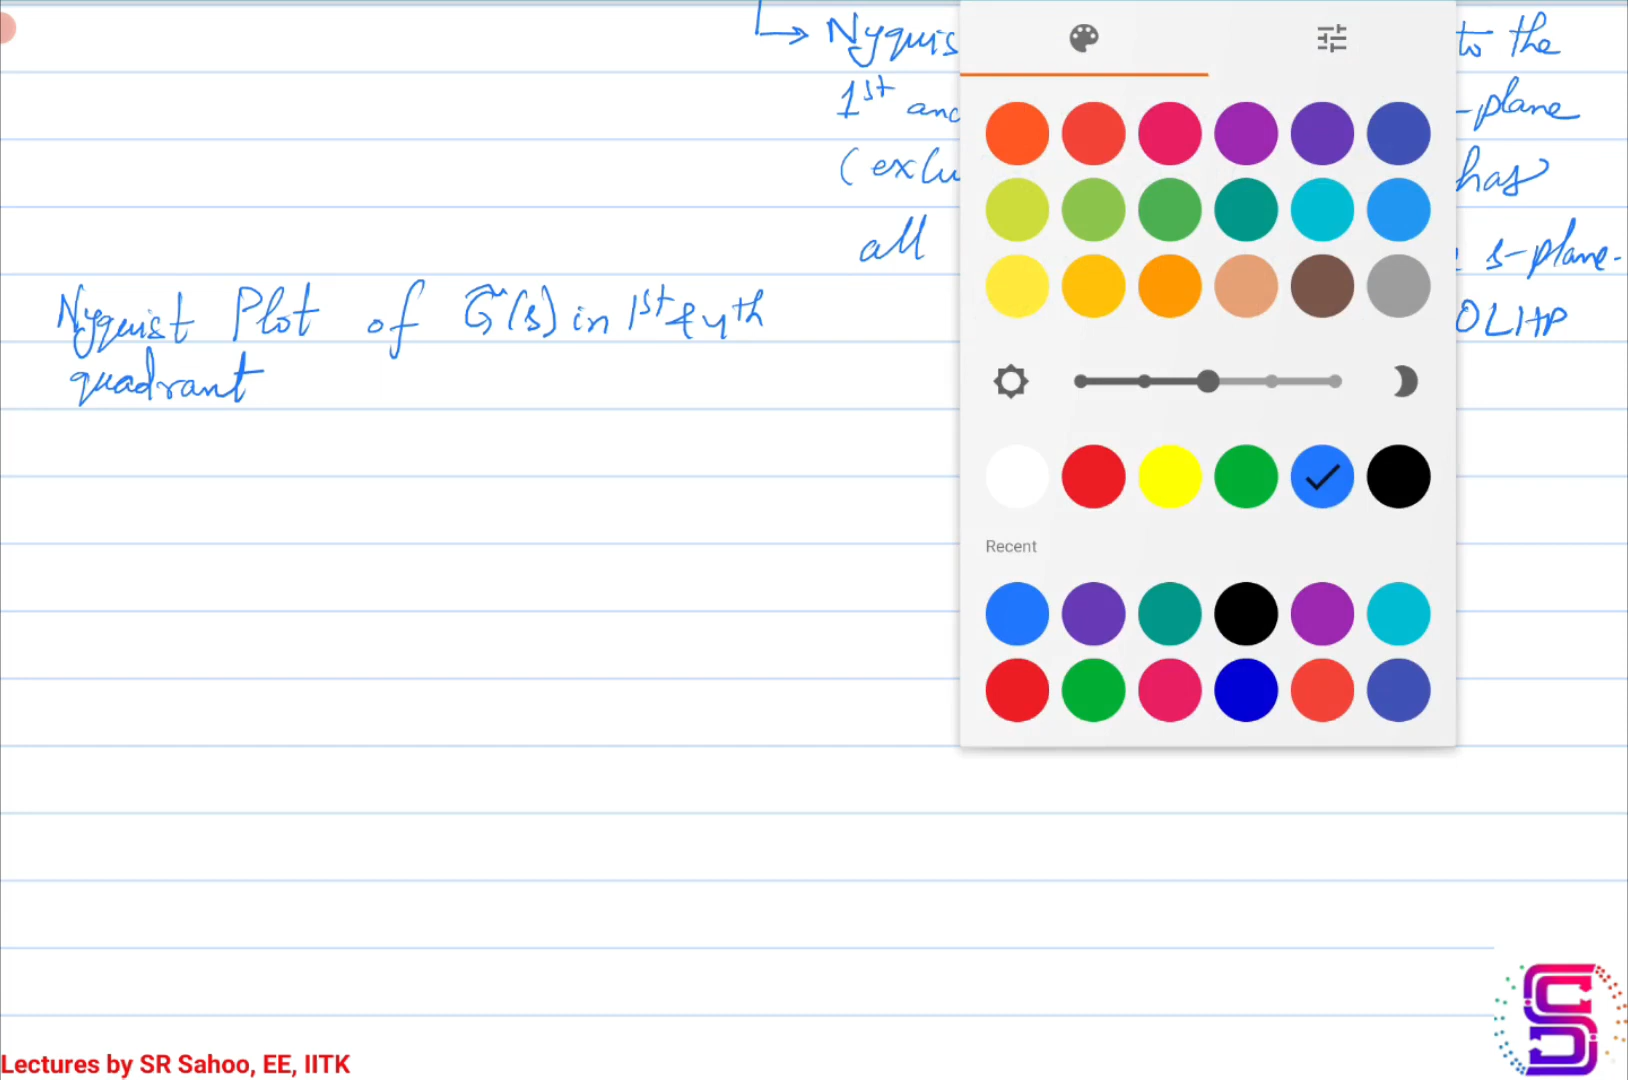 ↳ Nyquis to the
1st and -plane
(exclu has
all s-plane.
OLHP
Nyquist Plot of G̃(s) in 1st & 4th
quadrant
Recent
Lectures by SR Sahoo, EE, IITK